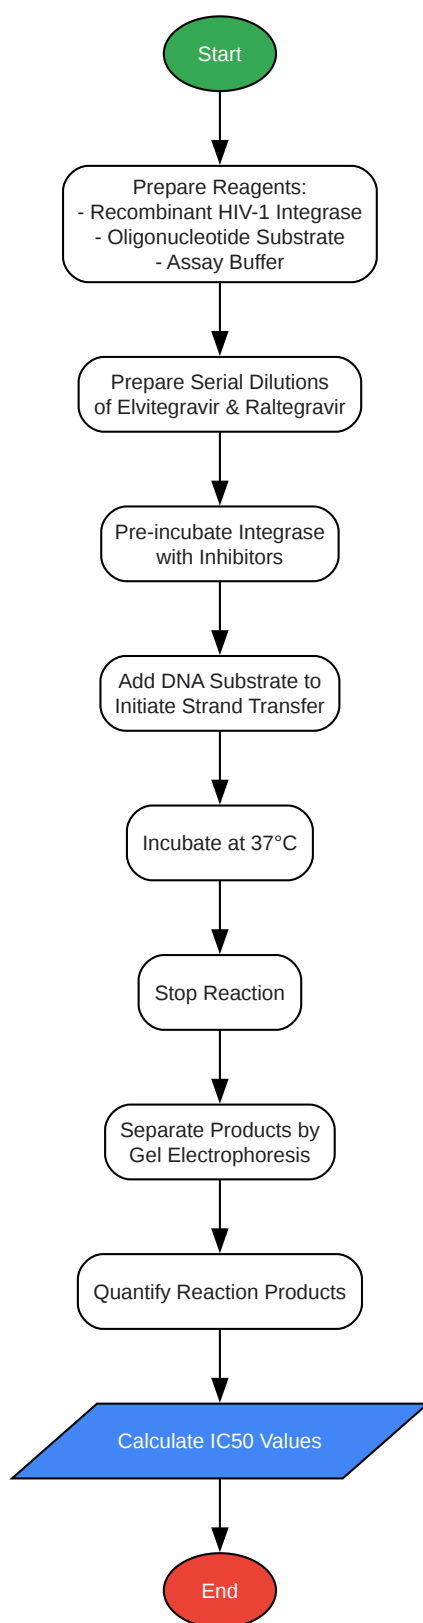 Start
Prepare Reagents:
- Recombinant HIV-1 Integrase
- Oligonucleotide Substrate
- Assay Buffer
Prepare Serial Dilutions
of Elvitegravir & Raltegravir
Pre-incubate Integrase
with Inhibitors
Add DNA Substrate to
Initiate Strand Transfer
Incubate at 37°C
Stop Reaction
Separate Products by
Gel Electrophoresis
Quantify Reaction Products
Calculate IC50 Values
End